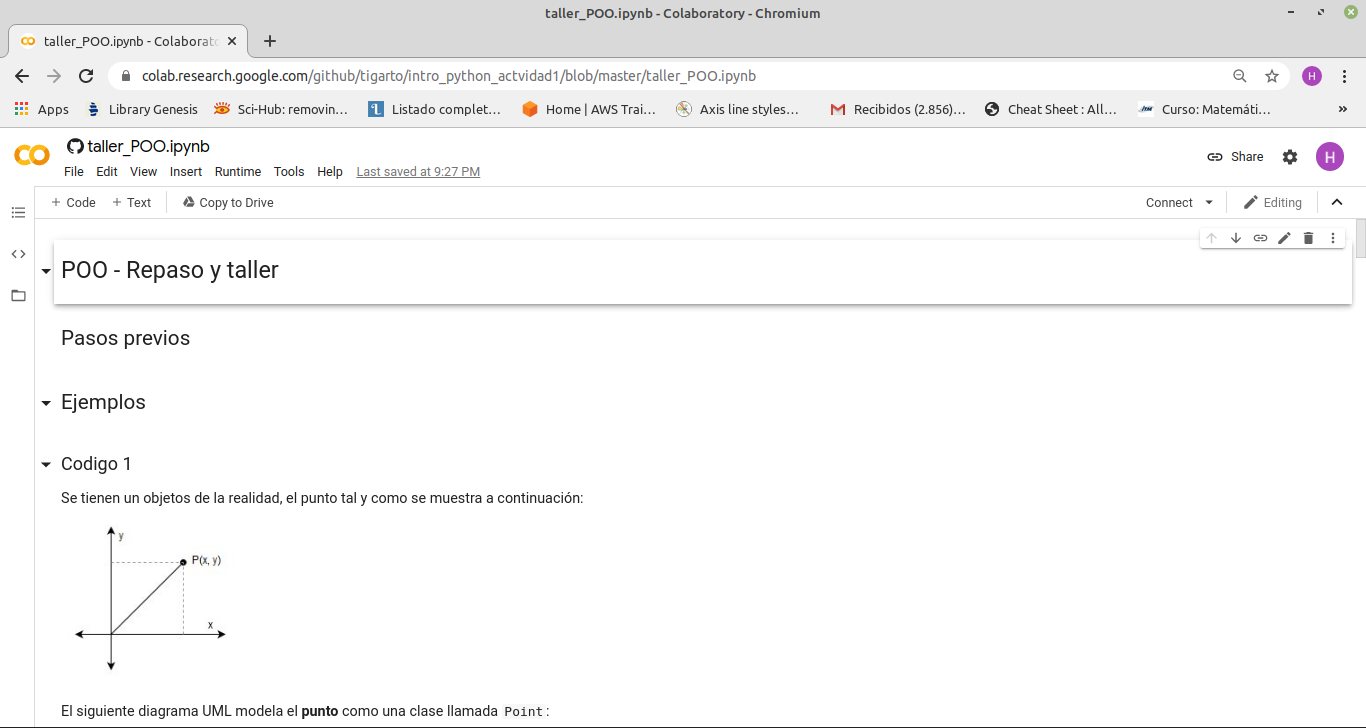 taller_POO.ipynb - Colaboratory - Chromium
taller_POO.ipynb - Colaborato
colab.research.google.com/github/tigarto/intro_python_actvidad1/blob/master/taller_POO.ipynb
H
Apps Library Genesis Sci-Hub: removin... Listado complet... Home | AWS Trai... Axis line styles... Recibidos (2.856)... Cheat Sheet : All... Curso: Matemáti... »
taller_POO.ipynb
Share
H
File Edit View Insert Runtime Tools Help Last saved at 9:27 PM
+ Code + Text Copy to Drive Connect Editing
POO - Repaso y taller
Pasos previos
Ejemplos
Codigo 1
Se tienen un objetos de la realidad, el punto tal y como se muestra a continuación:
y
P(x, y)
x
El siguiente diagrama UML modela el punto como una clase llamada Point: